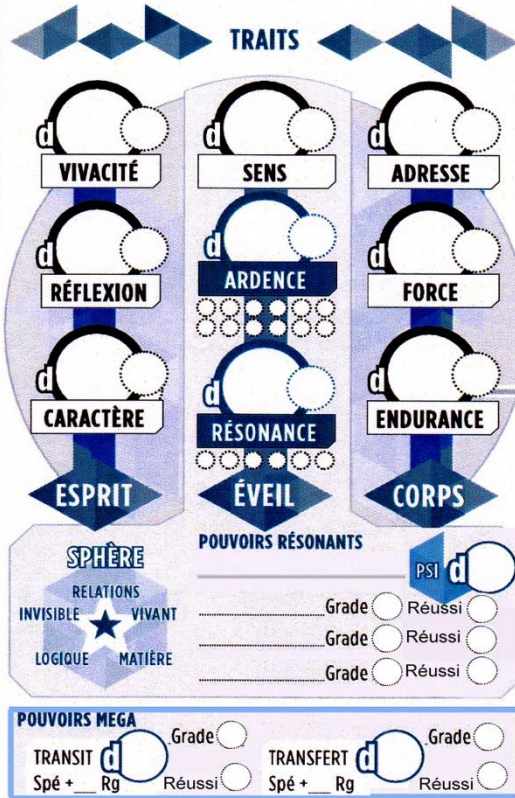 TRAITS
d d d
VIVACITÉ SENS ADRESSE
d d d
RÉFLEXION ARDENCE FORCE
d d d
CARACTÈRE RÉSONANCE ENDURANCE
ESPRIT ÉVEIL CORPS
SPHÈRE
RELATIONS
INVISIBLE VIVANT
LOGIQUE MATIÈRE
POUVOIRS RÉSONANTS
PSI d
Grade Réussi
Grade Réussi
Grade Réussi
POUVOIRS MEGA
TRANSIT d Grade
Spé +___ Rg Réussi
TRANSFERT d Grade
Spé +___ Rg Réussi